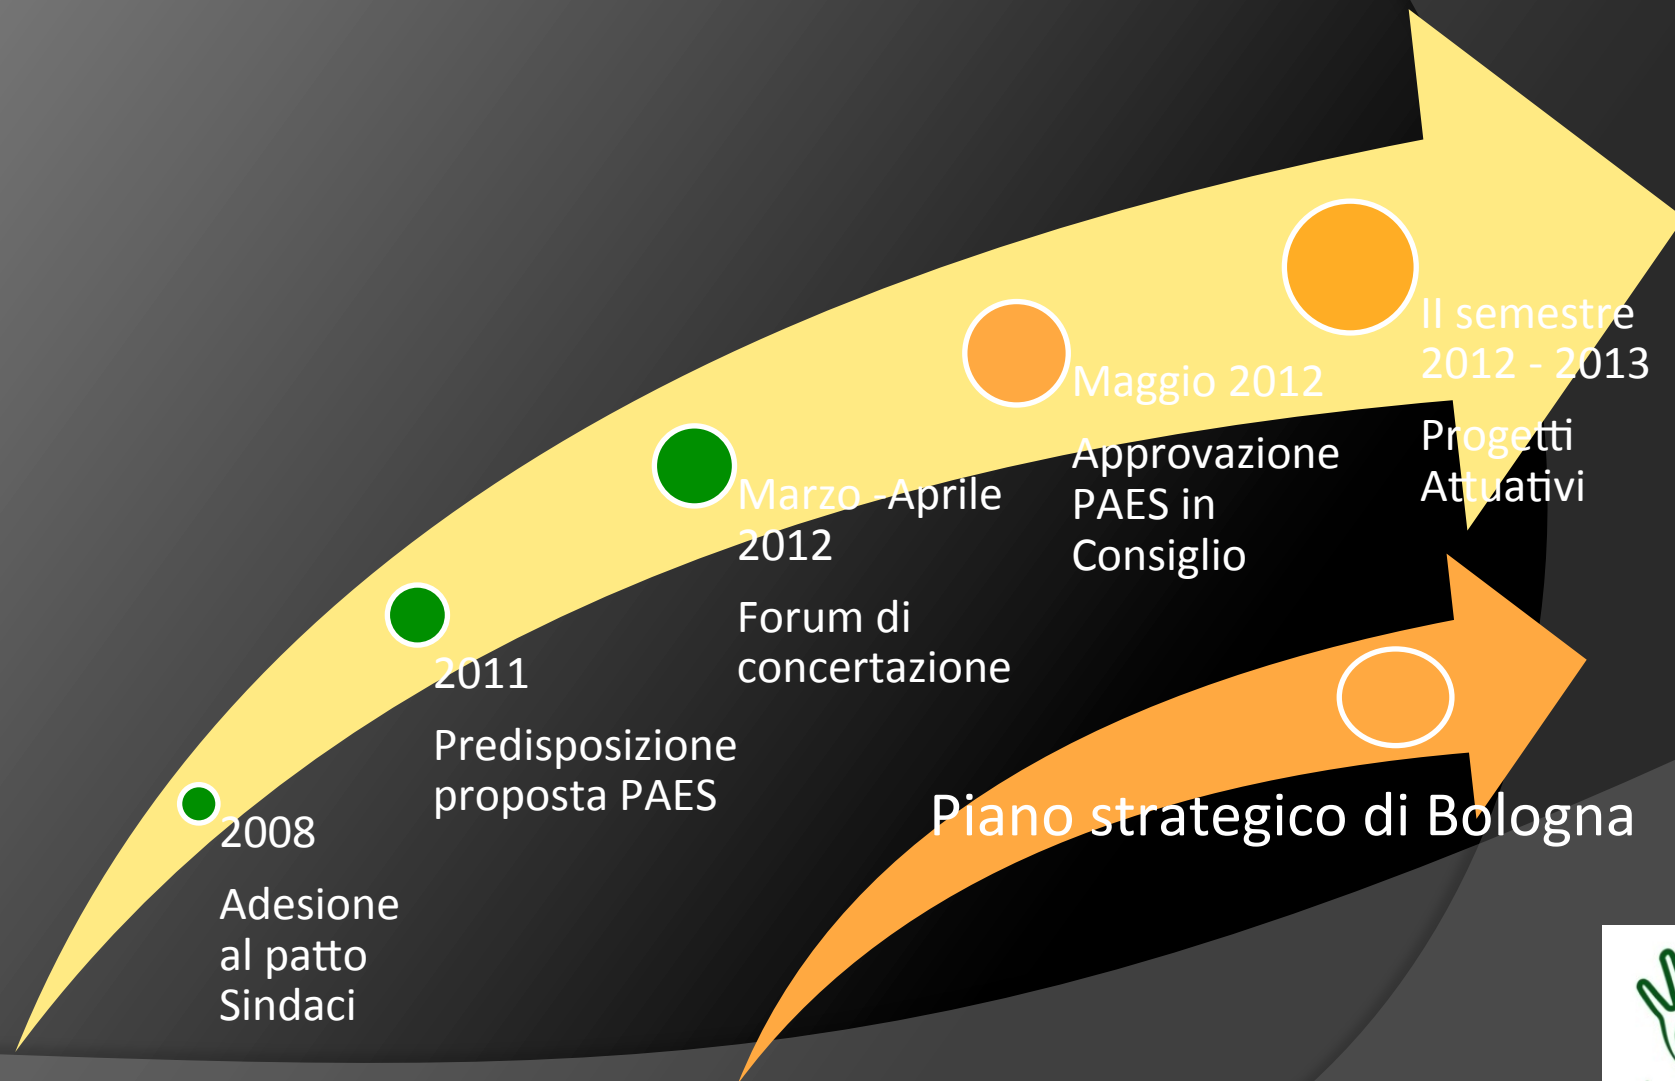 2008
Adesione
al patto
Sindaci
2011
Predisposizione
proposta PAES
Marzo -Aprile
2012
Forum di
concertazione
Maggio 2012
Approvazione
PAES in
Consiglio
II semestre
2012 - 2013
Progetti
Attuativi
Piano strategico di Bologna